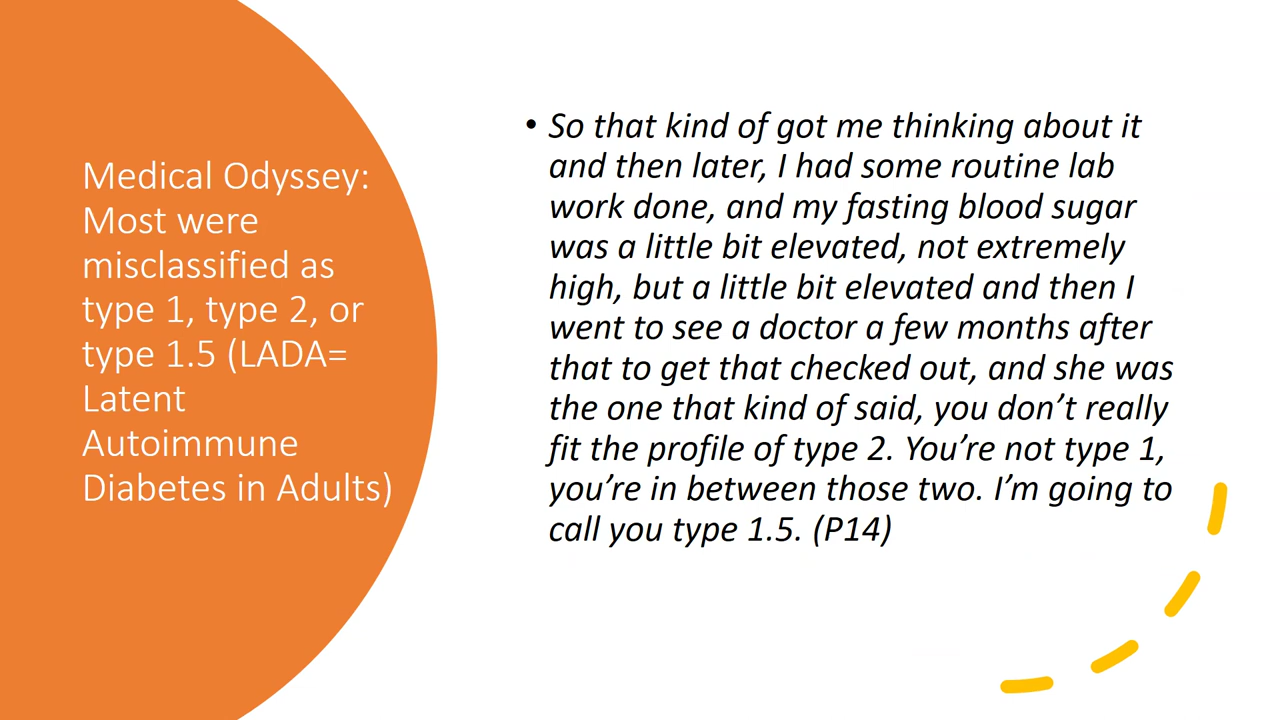 Medical Odyssey:
Most were
misclassified as
type 1, type 2, or
type 1.5 (LADA=
Latent
Autoimmune
Diabetes in Adults)
• So that kind of got me thinking about it
and then later, I had some routine lab
work done, and my fasting blood sugar
was a little bit elevated, not extremely
high, but a little bit elevated and then I
went to see a doctor a few months after
that to get that checked out, and she was
the one that kind of said, you don’t really
fit the profile of type 2. You’re not type 1,
you’re in between those two. I’m going to
call you type 1.5. (P14)